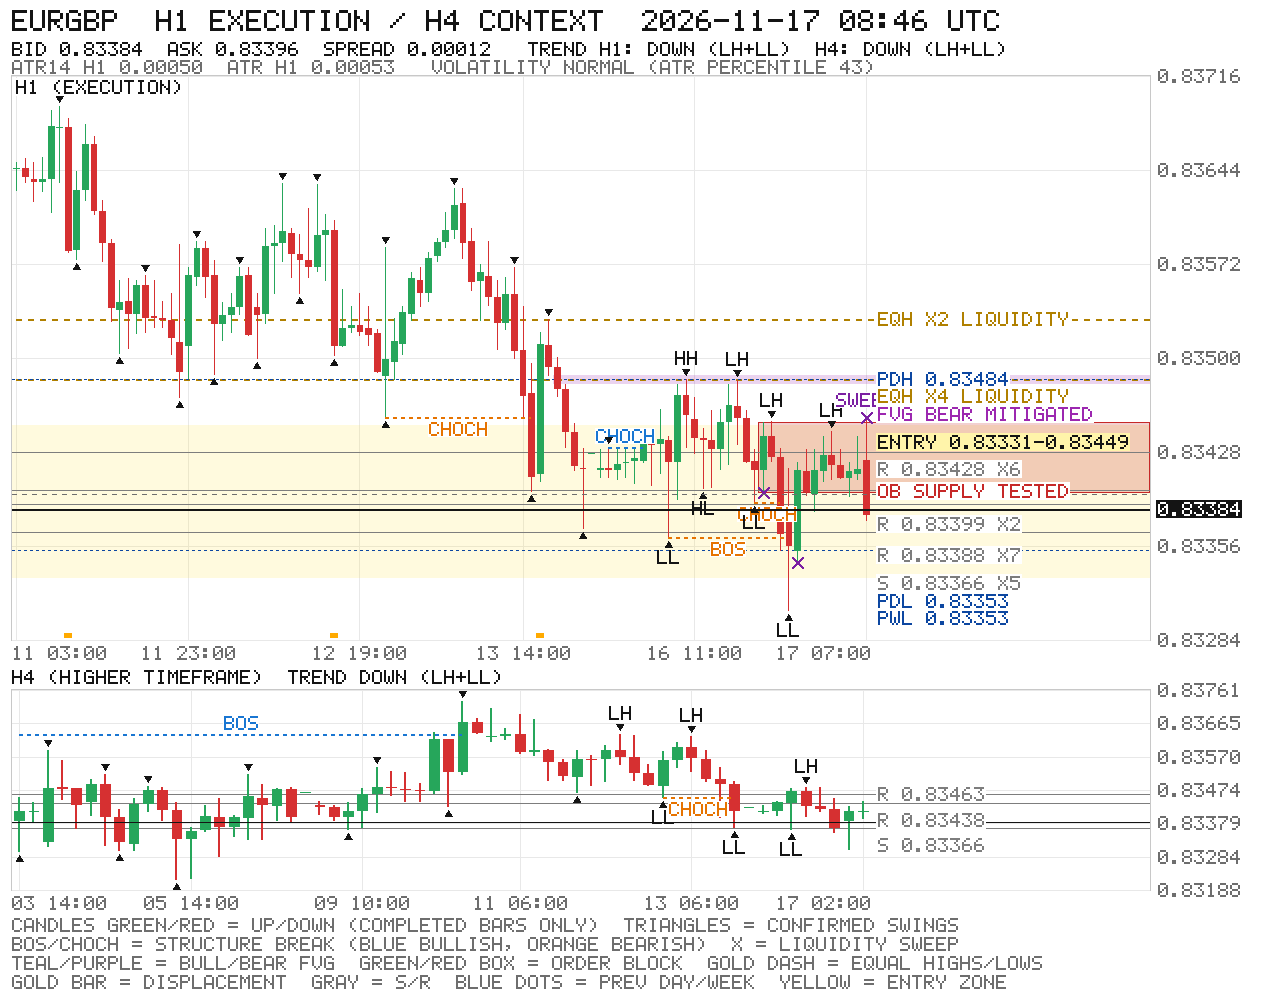 EURGBP  H1 EXECUTION / H4 CONTEXT  2026-11-17 08:46 UTC
BID 0.83384  ASK 0.83396  SPREAD 0.00012   TREND H1: DOWN (LH+LL)  H4: DOWN (LH+LL)
ATR14 H1 0.00050  ATR H1 0.00053   VOLATILITY NORMAL (ATR PERCENTILE 43)
0.83716
H1 (EXECUTION)
0.83644
0.83572
EQH X2 LIQUIDITY
HH
LH
0.83500
PDH 0.83484
EQH X4 LIQUIDITY
LH
LH
FVG BEAR MITIGATED
CHOCH
CHOCH
ENTRY 0.83331-0.83449
0.83428
R 0.83428 X6
OB SUPPLY TESTED
HL
CHOCH
LL
0.83384
R 0.83399 X2
BOS
LL
0.83356
R 0.83388 X7
S 0.83366 X5
PDL 0.83353
PWL 0.83353
LL
0.83284
11 03:00
11 23:00
12 19:00
13 14:00
16 11:00
17 07:00
H4 (HIGHER TIMEFRAME)  TREND DOWN (LH+LL)
0.83761
BOS
LH
LH
0.83665
0.83570
LH
0.83474
R 0.83463
CHOCH
LL
R 0.83438
0.83379
LL
LL
S 0.83366
0.83284
0.83188
03 14:00
05 14:00
09 10:00
11 06:00
13 06:00
17 02:00
CANDLES GREEN/RED = UP/DOWN (COMPLETED BARS ONLY)  TRIANGLES = CONFIRMED SWINGS
BOS/CHOCH = STRUCTURE BREAK (BLUE BULLISH, ORANGE BEARISH)  X = LIQUIDITY SWEEP
TEAL/PURPLE = BULL/BEAR FVG  GREEN/RED BOX = ORDER BLOCK  GOLD DASH = EQUAL HIGHS/LOWS
GOLD BAR = DISPLACEMENT  GRAY = S/R  BLUE DOTS = PREV DAY/WEEK  YELLOW = ENTRY ZONE